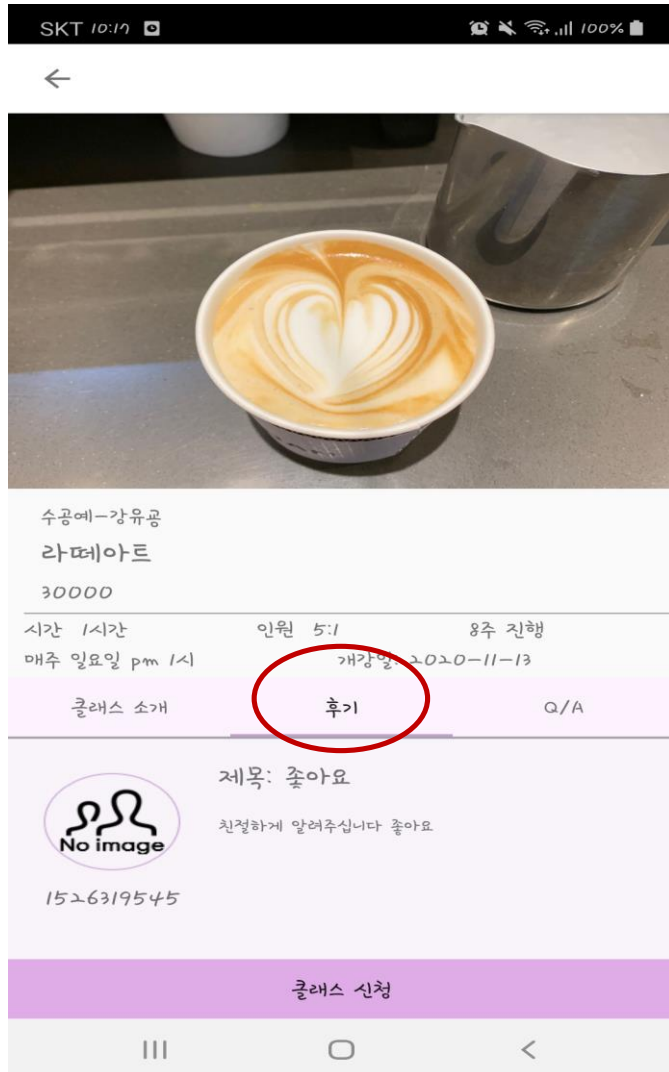 SKT 10:17 100%
수공예-강유공
라떼아트
30000
시간 1시간 인원 5:1 8주 진행
매주 일요일 pm 1시 개강일: 2020-11-13
클래스 소개 후기 Q/A
제목: 좋아요
친절하게 알려주십니다 좋아요
No image
1526319545
클래스 신청